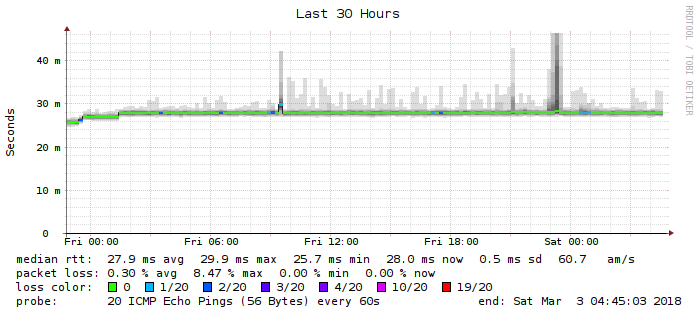 Last 30 Hours
RRDTOOL / TOBI OETIKER
Seconds
40 m
30 m
20 m
10 m
0
Fri 00:00 Fri 06:00 Fri 12:00 Fri 18:00 Sat 00:00
median rtt: 27.9 ms avg 29.9 ms max 25.7 ms min 28.0 ms now 0.5 ms sd 60.7 am/s
packet loss: 0.30 % avg 8.47 % max 0.00 % min 0.00 % now
loss color: 0 1/20 2/20 3/20 4/20 10/20 19/20
probe: 20 ICMP Echo Pings (56 Bytes) every 60s end: Sat Mar 3 04:45:03 2018